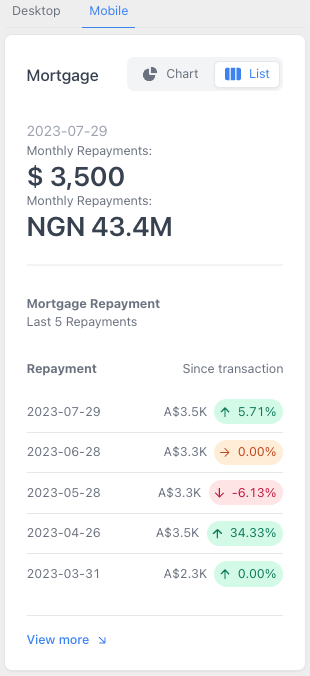 Desktop Mobile
Mortgage Chart List
2023-07-29
Monthly Repayments:
$ 3,500
Monthly Repayments:
NGN 43.4M
Mortgage Repayment
Last 5 Repayments
Repayment Since transaction
2023-07-29 A$3.5K ↑ 5.71%
2023-06-28 A$3.3K → 0.00%
2023-05-28 A$3.3K ↓ -6.13%
2023-04-26 A$3.5K ↑ 34.33%
2023-03-31 A$2.3K ↑ 0.00%
View more ↘